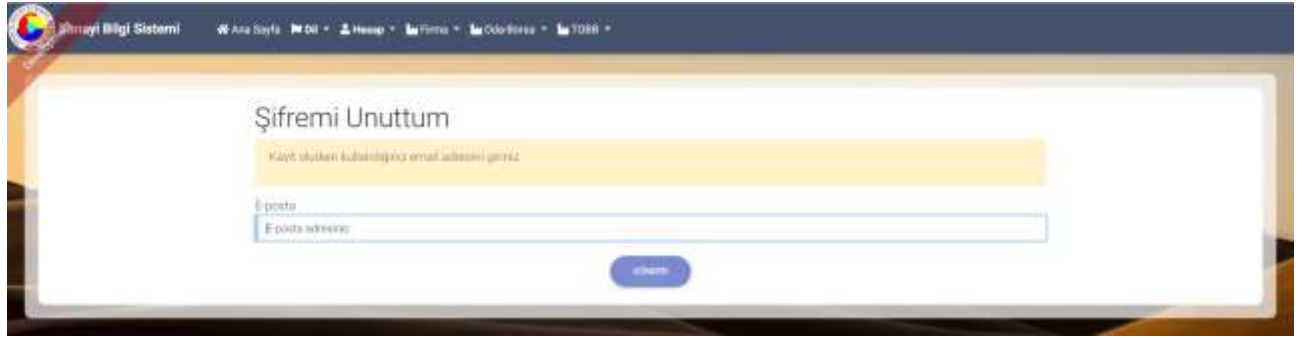 Sanayi Bilgi Sistemi Ana Sayfa Dil Hesap Firma Oda-Borsa TOBB
Şifremi Unuttum
Kayıt olurken kullandığınız email adresini giriniz
E-posta
E-posta adresiniz